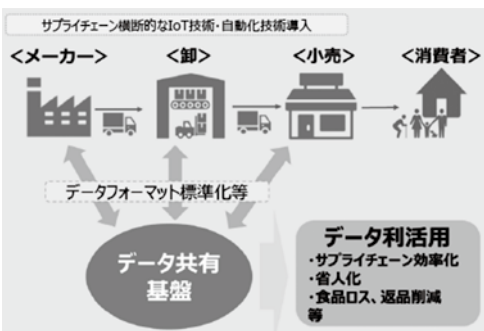 サプライチェーン横断的なIoT技術・自動化技術導入
<メーカー> <卸> <小売> <消費者>
データフォーマット標準化等
データ共有
基盤
データ利活用
・サプライチェーン効率化
・省人化
・食品ロス、返品削減
等